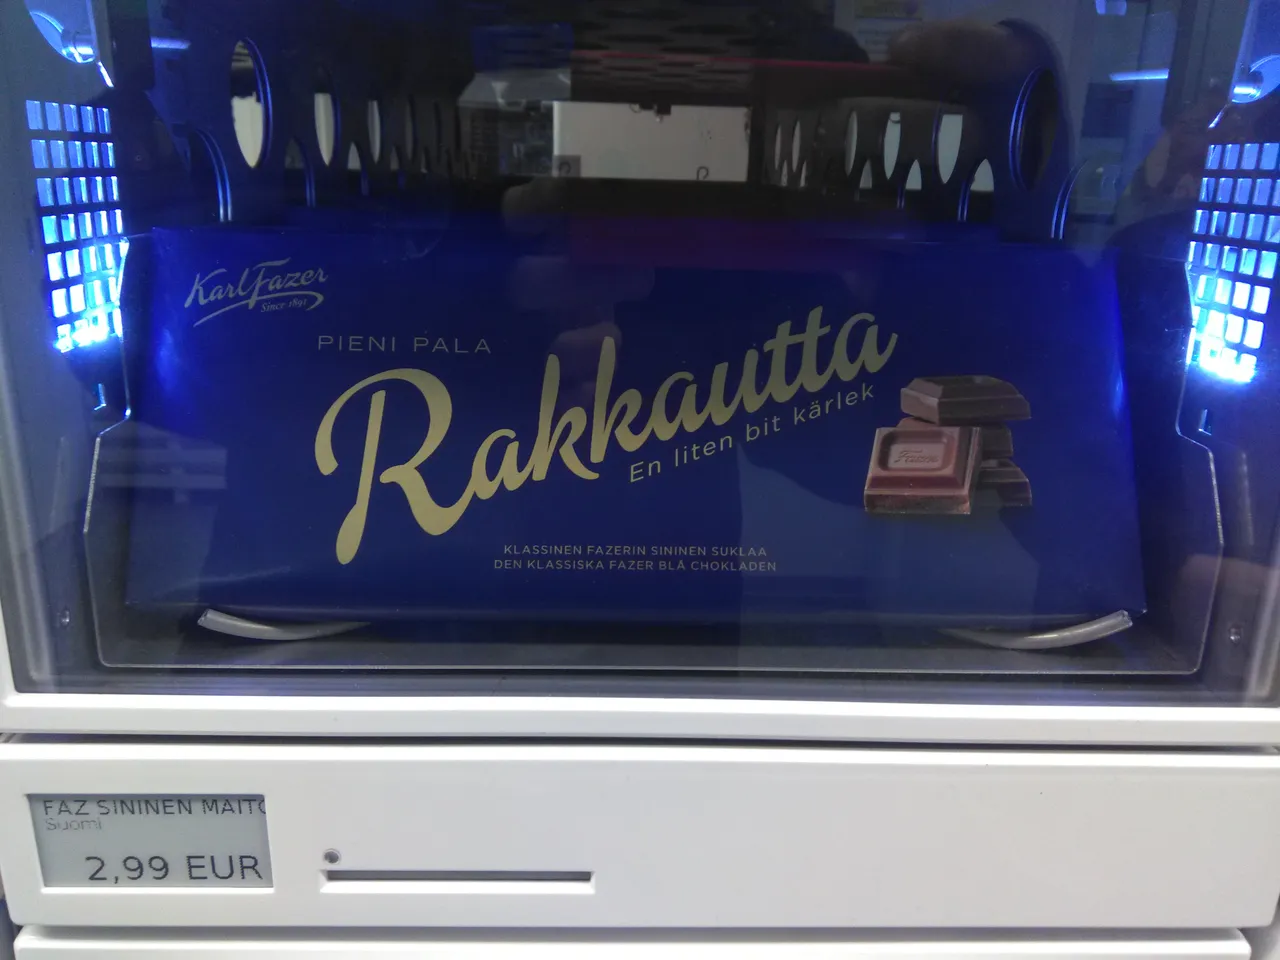 Karl Fazer
Since 1891
PIENI PALA
Rakkautta
En liten bit kärlek
Fazer
KLASSINEN FAZERIN SININEN SUKLAA
DEN KLASSISKA FAZER BLÅ CHOKLADEN
FAZ SININEN MAITO
Suomi
2,99 EUR